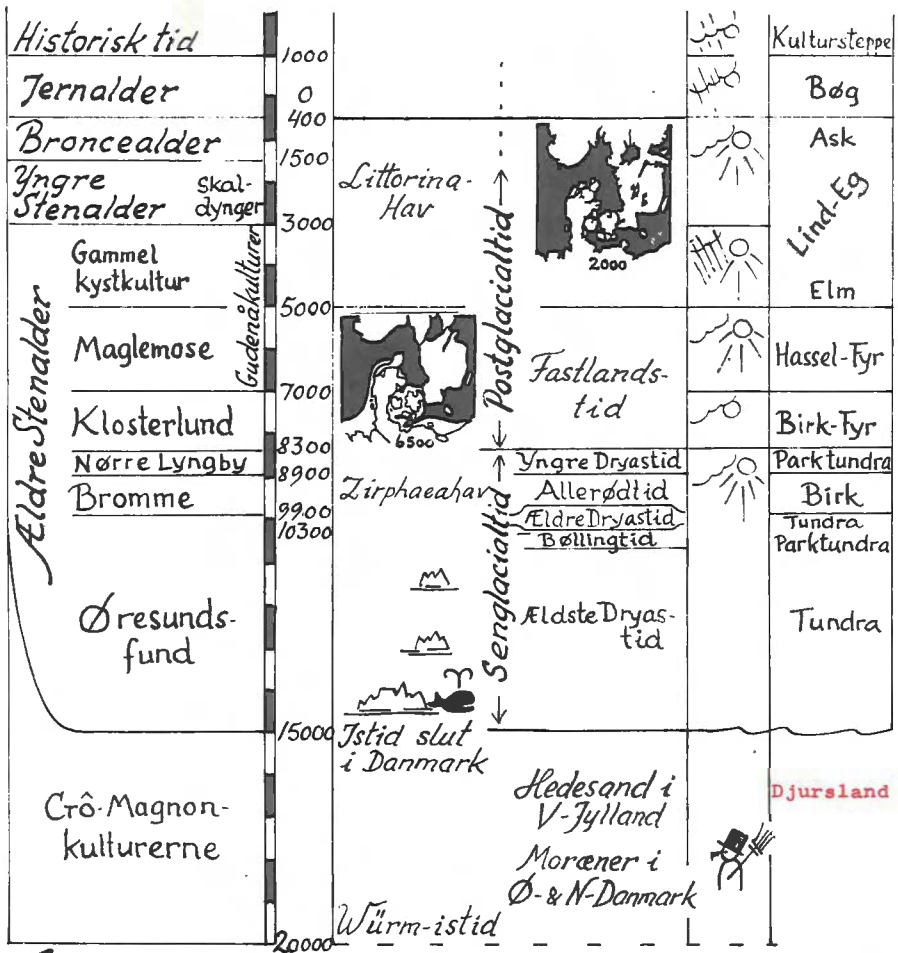 Historisk tid
Jernalder
Broncealder
Yngre
Stenalder
Skal-
dynger
Ældre Stenalder
Gammel
kystkultur
Gudenåkulturer
Maglemose
Klosterlund
Nørre Lyngby
Bromme
Øresunds-
fund
Crô-Magnon-
kulturerne
1000
0
400
1500
3000
5000
7000
8300
8900
9900
10300
15000
20000
Littorina-
Hav
6500
Zirphaeahav
Istid slut
i Danmark
Würm-istid
Postglacialtid
Senglacialtid
2000
Fastlands-
tid
Yngre Dryastid
Allerødtid
Ældre Dryastid
Bøllingtid
Ældste Dryas-
tid
Hedesand i
V-Jylland
Moræner i
Ø-& N-Danmark
Kultursteppe
Bøg
Ask
Lind-Eg
Elm
Hassel-Fyr
Birk-Fyr
Parktundra
Birk
Tundra
Parktundra
Tundra
Djursland